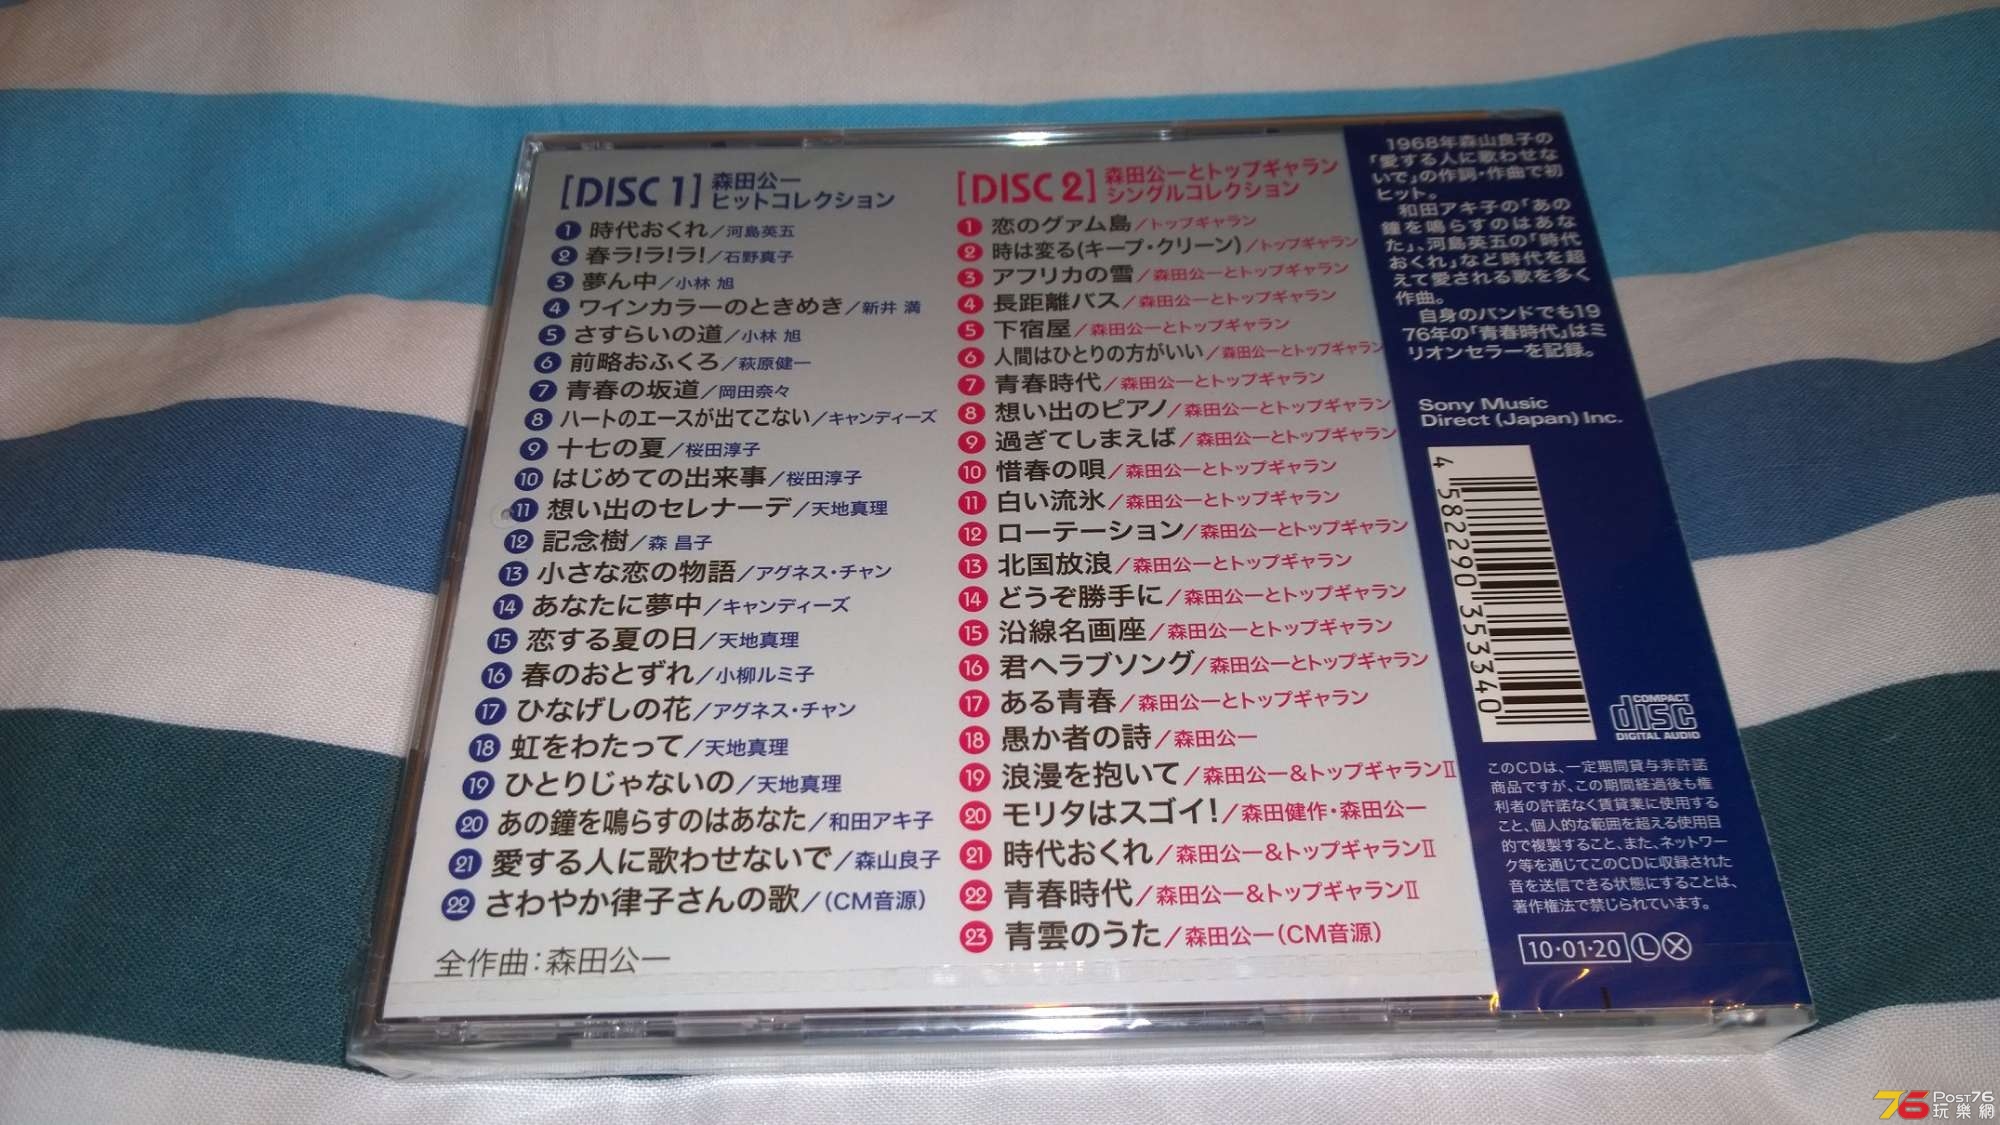 [DISC 1] 森田公一
ヒットコレクション
1 時代おくれ/河島英五
2 春ラ!ラ!ラ!/石野真子
3 夢ん中/小林 旭
4 ワインカラーのときめき/新井 満
5 さすらいの道/小林 旭
6 前略おふくろ/萩原健一
7 青春の坂道/岡田奈々
8 ハートのエースが出てこない/キャンディーズ
9 十七の夏/桜田淳子
10 はじめての出来事/桜田淳子
11 想い出のセレナーデ/天地真理
12 記念樹/森 昌子
13 小さな恋の物語/アグネス・チャン
14 あなたに夢中/キャンディーズ
15 恋する夏の日/天地真理
16 春のおとずれ/小柳ルミ子
17 ひなげしの花/アグネス・チャン
18 虹をわたって/天地真理
19 ひとりじゃないの/天地真理
20 あの鐘を鳴らすのはあなた/和田アキ子
21 愛する人に歌わせないで/森山良子
22 さわやか律子さんの歌/(CM音源)
全作曲:森田公一
[DISC 2] 森田公一とトップギャラン
シングルコレクション
1 恋のグァム島/トップギャラン
2 時は変る(キープ・クリーン)/トップギャラン
3 アフリカの雪/森田公一とトップギャラン
4 長距離バス/森田公一とトップギャラン
5 下宿屋/森田公一とトップギャラン
6 人間はひとりの方がいい/森田公一とトップギャラン
7 青春時代/森田公一とトップギャラン
8 想い出のピアノ/森田公一とトップギャラン
9 過ぎてしまえば/森田公一とトップギャラン
10 惜春の唄/森田公一とトップギャラン
11 白い流氷/森田公一とトップギャラン
12 ローテーション/森田公一とトップギャラン
13 北国放浪/森田公一とトップギャラン
14 どうぞ勝手に/森田公一とトップギャラン
15 沿線名画座/森田公一とトップギャラン
16 君へラブソング/森田公一とトップギャラン
17 ある青春/森田公一とトップギャラン
18 愚か者の詩/森田公一
19 浪漫を抱いて/森田公一&トップギャランⅡ
20 モリタはスゴイ!/森田健作・森田公一
21 時代おくれ/森田公一&トップギャランⅡ
22 青春時代/森田公一&トップギャランⅡ
23 青雲のうた/森田公一(CM音源)
1968年森山良子の
「愛する人に歌わせな
いで」の作詞・作曲で初
ヒット。
和田アキ子の「あの
鐘を鳴らすのはあな
た」、河島英五の「時代
おくれ」など時代を超
えて愛される歌を多く
作曲。
自身のバンドでも19
76年の「青春時代」はミ
リオンセラーを記録。
Sony Music
Direct (Japan) Inc.
4 582290 353340
COMPACT
disc
DIGITAL AUDIO
このCDは、一定期間貸与非許諾
商品ですが、この期間経過後も権
利者の許諾なく賃貸業に使用する
こと、個人的な範囲を超える使用目
的で複製すること、また、ネットワー
ク等を通じてこのCDに収録された
音を送信できる状態にすることは、
著作権法で禁じられています。
10・01・20 Ⓛ Ⓧ
76 Post76
玩樂網